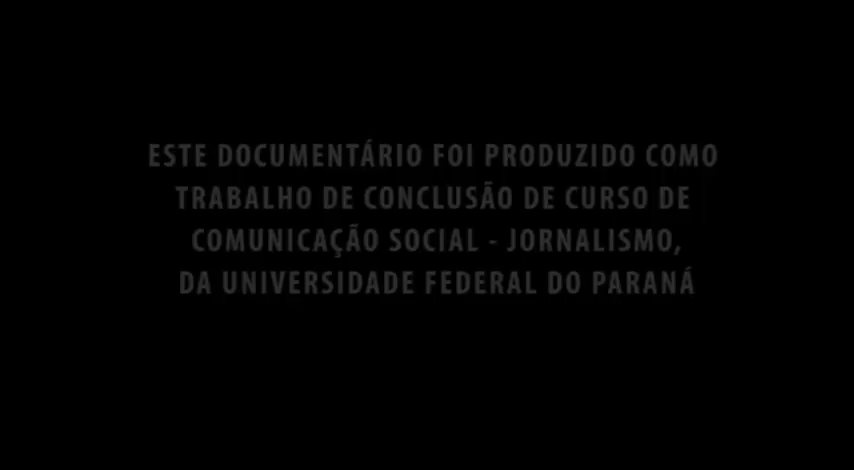 ESTE DOCUMENTÁRIO FOI PRODUZIDO COMO
TRABALHO DE CONCLUSÃO DE CURSO DE
COMUNICAÇÃO SOCIAL - JORNALISMO,
DA UNIVERSIDADE FEDERAL DO PARANÁ